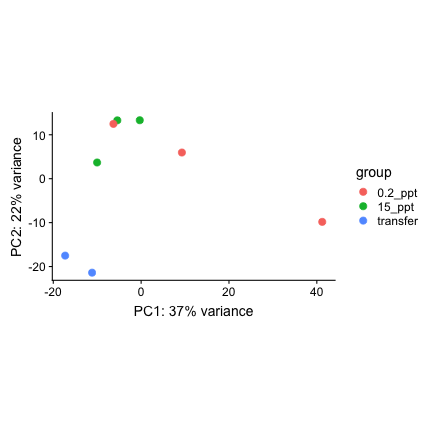 10
0
-10
-20
-20
0
20
40
PC2: 22% variance
PC1: 37% variance
group
0.2_ppt
15_ppt
transfer